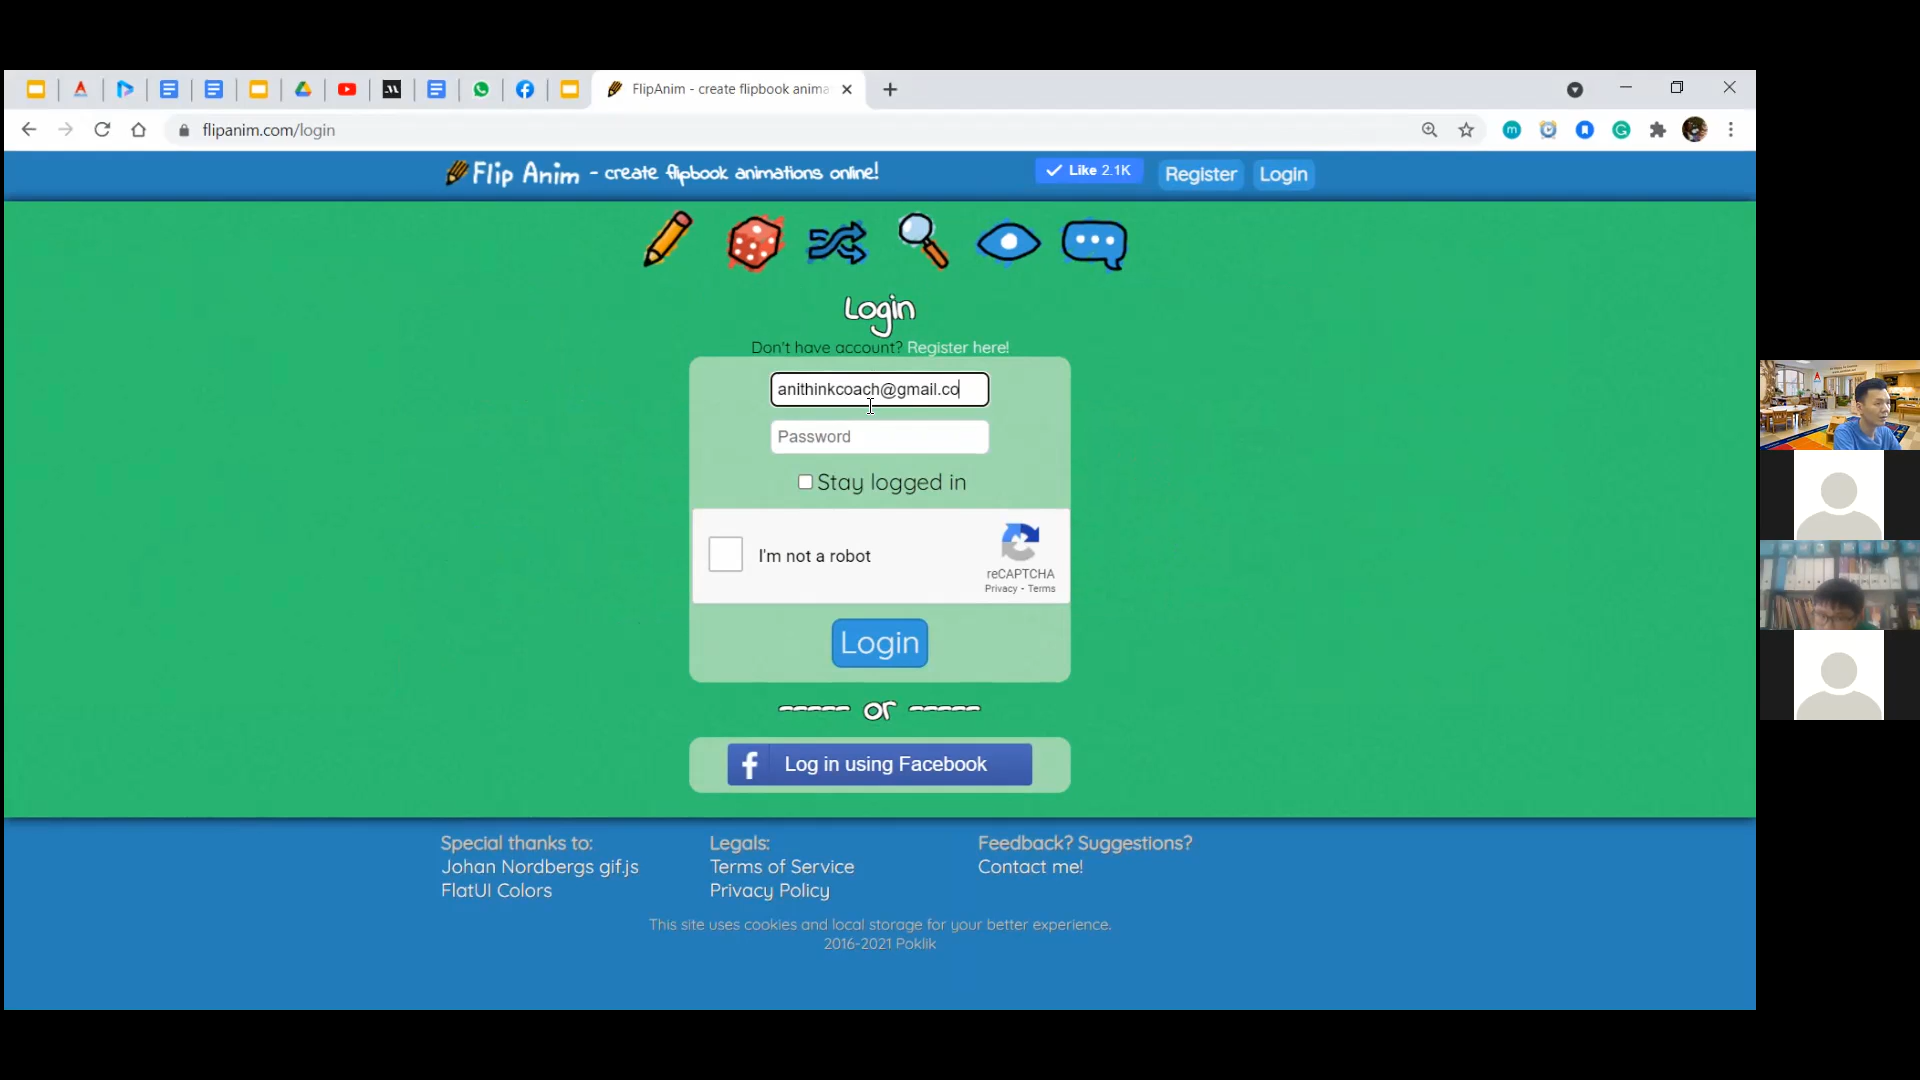 FlipAnim - create flipbook anima
flipanim.com/login
Flip Anim - create flipbook animations online!
Like 2.1K
Register
Login
Login
Don't have account? Register here!
anithinkcoach@gmail.co
Password
Stay logged in
I'm not a robot
reCAPTCHA
Privacy - Terms
Login
----- or -----
Log in using Facebook
Special thanks to:
Johan Nordbergs gif.js
FlatUI Colors
Legals:
Terms of Service
Privacy Policy
Feedback? Suggestions?
Contact me!
This site uses cookies and local storage for your better experience.
2016-2021 Poklik